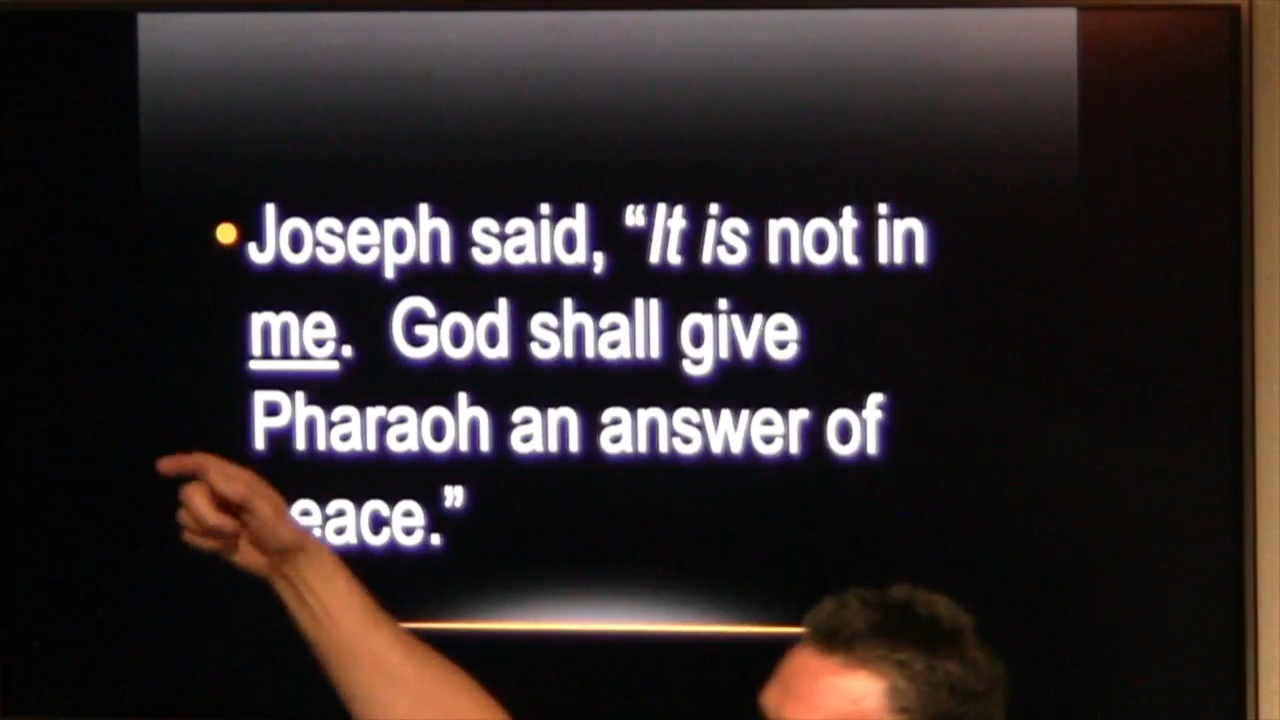 • Joseph said, “It is not in
me. God shall give
Pharaoh an answer of
eace.”